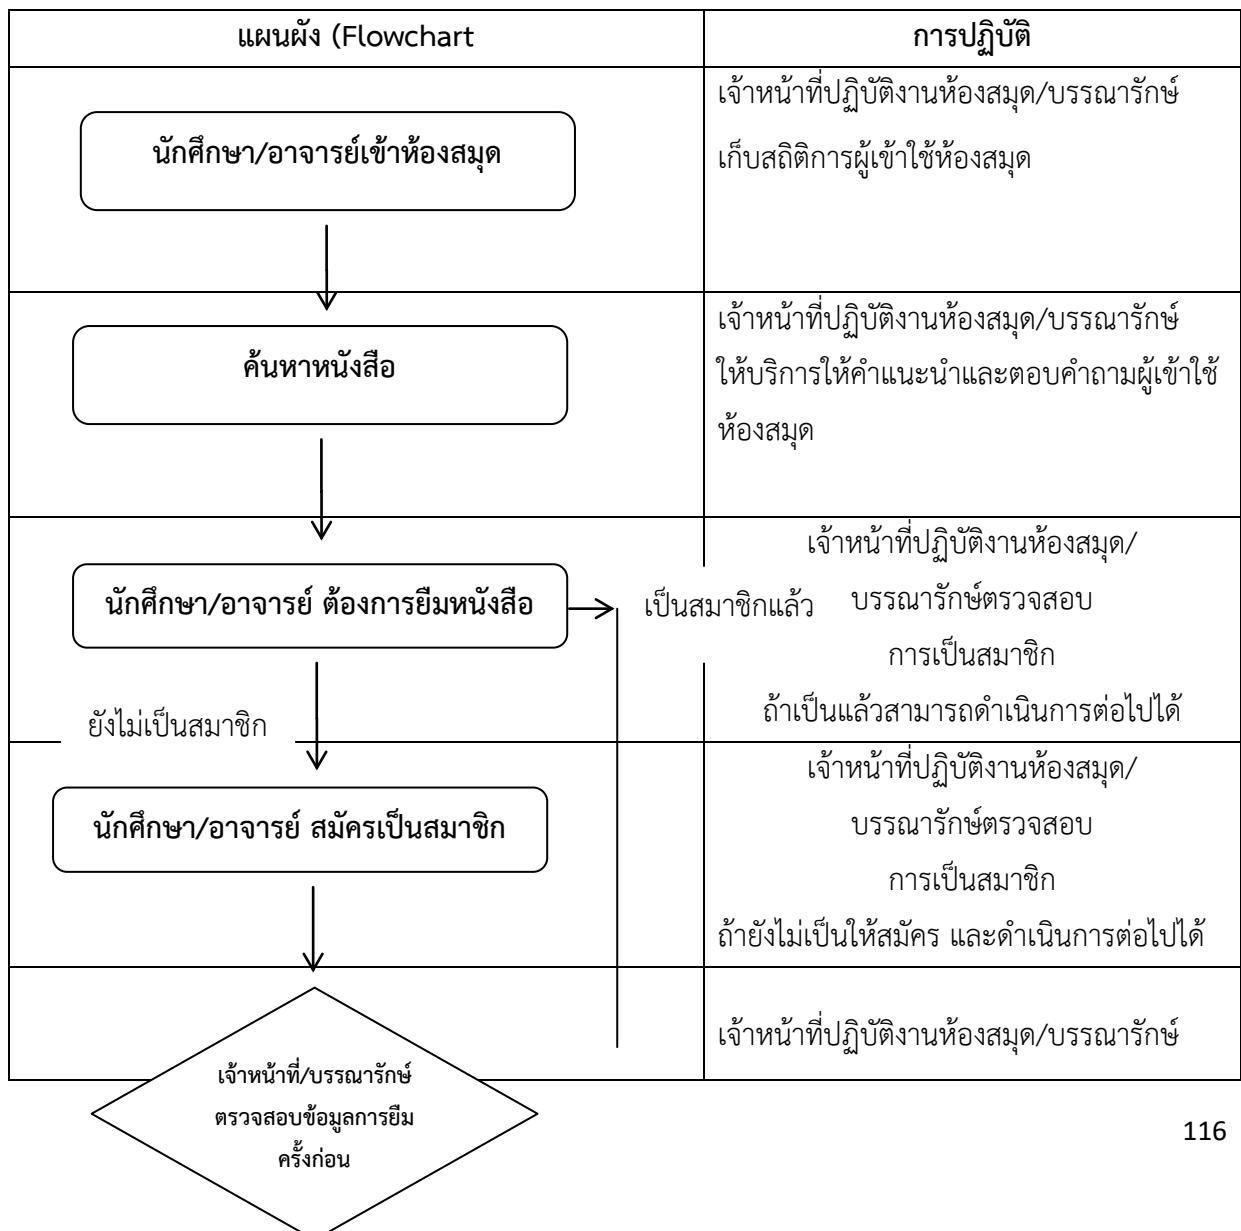 แผนผัง (Flowchart
การปฏิบัติ
นักศึกษา/อาจารย์เข้าห้องสมุด
เจ้าหน้าที่ปฏิบัติงานห้องสมุด/บรรณารักษ์
เก็บสถิติการผู้เข้าใช้ห้องสมุด
ค้นหาหนังสือ
เจ้าหน้าที่ปฏิบัติงานห้องสมุด/บรรณารักษ์
ให้บริการให้คำแนะนำและตอบคำถามผู้เข้าใช้
ห้องสมุด
นักศึกษา/อาจารย์ ต้องการยืมหนังสือ
เป็นสมาชิกแล้ว
ยังไม่เป็นสมาชิก
เจ้าหน้าที่ปฏิบัติงานห้องสมุด/
บรรณารักษ์ตรวจสอบ
การเป็นสมาชิก
ถ้าเป็นแล้วสามารถดำเนินการต่อไปได้
นักศึกษา/อาจารย์ สมัครเป็นสมาชิก
เจ้าหน้าที่ปฏิบัติงานห้องสมุด/
บรรณารักษ์ตรวจสอบ
การเป็นสมาชิก
ถ้ายังไม่เป็นให้สมัคร และดำเนินการต่อไปได้
เจ้าหน้าที่/บรรณารักษ์
ตรวจสอบข้อมูลการยืม
ครั้งก่อน
เจ้าหน้าที่ปฏิบัติงานห้องสมุด/บรรณารักษ์
116